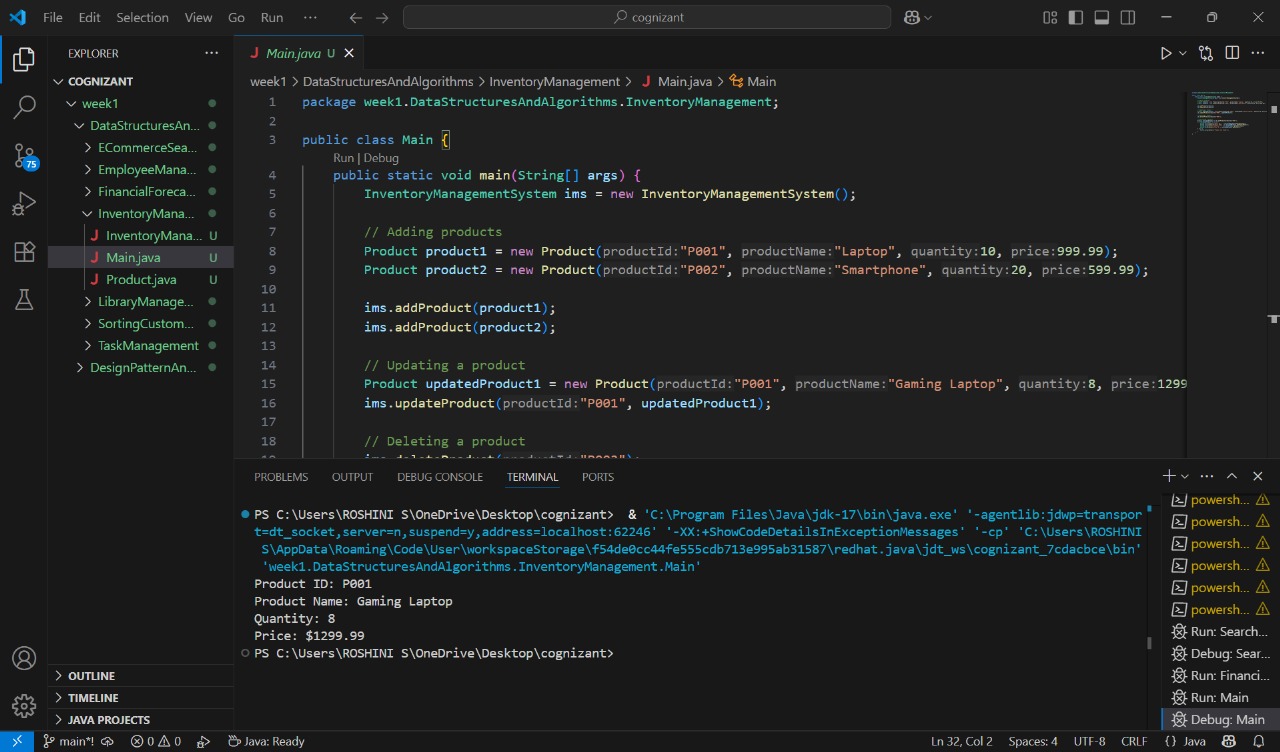 File Edit Selection View Go Run ··· cognizant
EXPLORER ···
COGNIZANT
week1
DataStructuresAn...
ECommerceSea...
EmployeeMana...
FinancialForeca...
InventoryMana...
InventoryMana... U
Main.java U
Product.java U
LibraryManage...
SortingCustom...
TaskManagement
DesignPatternAn...
OUTLINE
TIMELINE
JAVA PROJECTS
75
Main.java U
week1 > DataStructuresAndAlgorithms > InventoryManagement > Main.java > Main
1 package week1.DataStructuresAndAlgorithms.InventoryManagement;
2
3 public class Main {
Run | Debug
4 public static void main(String[] args) {
5 InventoryManagementSystem ims = new InventoryManagementSystem();
6
7 // Adding products
8 Product product1 = new Product(productId:"P001", productName:"Laptop", quantity:10, price:999.99);
9 Product product2 = new Product(productId:"P002", productName:"Smartphone", quantity:20, price:599.99);
10
11 ims.addProduct(product1);
12 ims.addProduct(product2);
13
14 // Updating a product
15 Product updatedProduct1 = new Product(productId:"P001", productName:"Gaming Laptop", quantity:8, price:1299
16 ims.updateProduct(productId:"P001", updatedProduct1);
17
18 // Deleting a product
PROBLEMS OUTPUT DEBUG CONSOLE TERMINAL PORTS
PS C:\Users\ROSHINI S\OneDrive\Desktop\cognizant> & 'C:\Program Files\Java\jdk-17\bin\java.exe' '-agentlib:jdwp=transpor
t=dt_socket,server=n,suspend=y,address=localhost:62246' '-XX:+ShowCodeDetailsInExceptionMessages' '-cp' 'C:\Users\ROSHINI
S\AppData\Roaming\Code\User\workspaceStorage\f54de0cc44fe555cdb713e995ab31587\redhat.java\jdt_ws\cognizant_7cdacbce\bin'
'week1.DataStructuresAndAlgorithms.InventoryManagement.Main'
Product ID: P001
Product Name: Gaming Laptop
Quantity: 8
Price: $1299.99
PS C:\Users\ROSHINI S\OneDrive\Desktop\cognizant>
powersh...
powersh...
powersh...
powersh...
powersh...
powersh...
Run: Search...
Debug: Sear...
Run: Financi...
Run: Main
Debug: Main
main*! 0 0 Java: Ready Ln 32, Col 2 Spaces: 4 UTF-8 CRLF {} Java